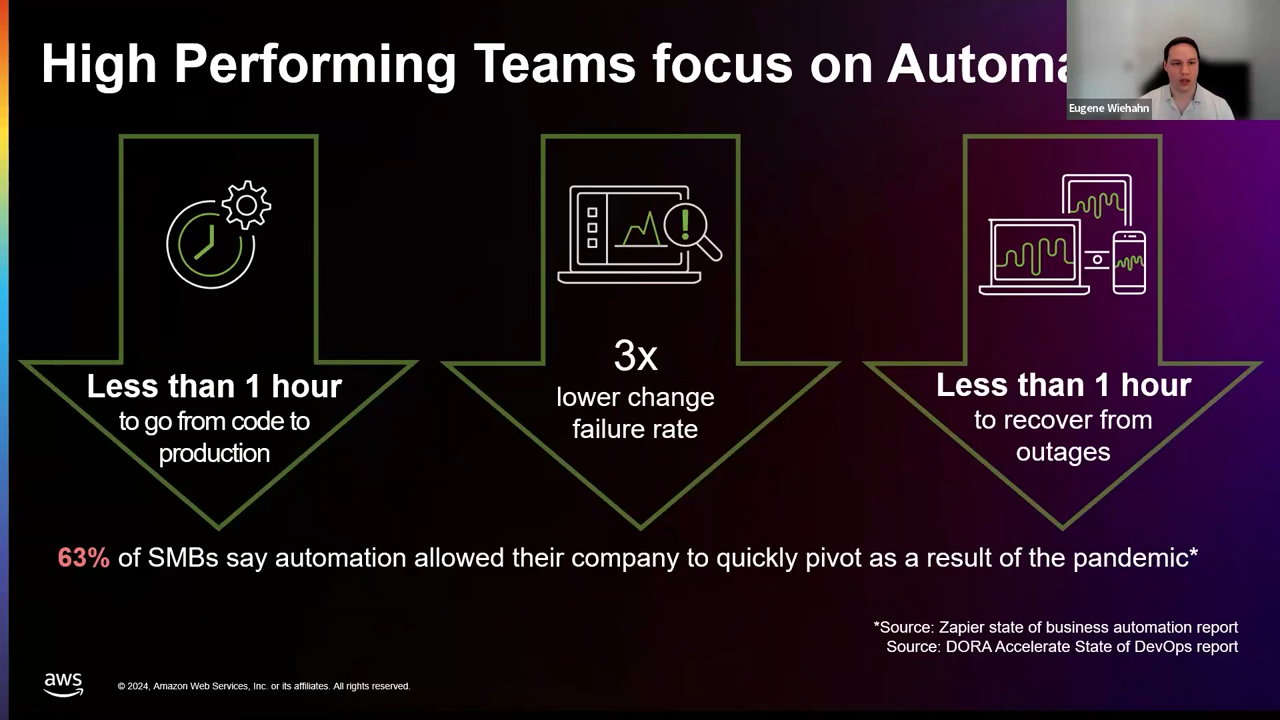 High Performing Teams focus on Automa
Eugene Wiehahn
Less than 1 hour
to go from code to
production
3x
lower change
failure rate
Less than 1 hour
to recover from
outages
63% of SMBs say automation allowed their company to quickly pivot as a result of the pandemic*
*Source: Zapier state of business automation report
Source: DORA Accelerate State of DevOps report
aws
© 2024, Amazon Web Services, Inc. or its affiliates. All rights reserved.